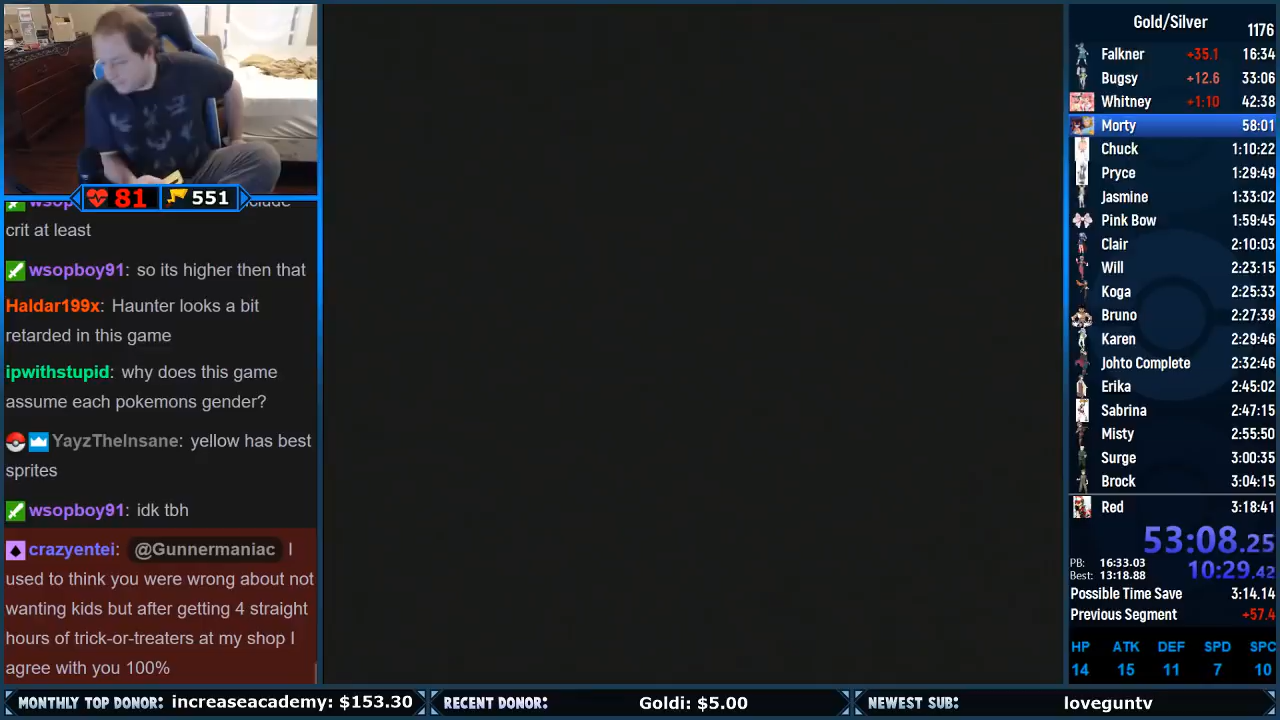 Gold/Silver
1176
Falkner +35.1 16:34
Bugsy +12.6 33:06
Whitney +1:10 42:38
Morty 58:01
Chuck 1:10:22
Pryce 1:29:49
Jasmine 1:33:02
Pink Bow 1:59:45
Clair 2:10:03
Will 2:23:15
Koga 2:25:33
Bruno 2:27:39
Karen 2:29:46
Johto Complete 2:32:46
Erika 2:45:02
Sabrina 2:47:15
Misty 2:55:50
Surge 3:00:35
Brock 3:04:15
Red 3:18:41
53:08.25
PB: 16:33.03
Best: 13:18.88
10:29.42
Possible Time Save 3:14.14
Previous Segment +57.4
HP ATK DEF SPD SPC
14 15 11 7 10
81 551
crit at least
wsopboy91: so its higher then that
Haldar199x: Haunter looks a bit
retarded in this game
ipwithstupid: why does this game
assume each pokemons gender?
YayzTheInsane: yellow has best
sprites
wsopboy91: idk tbh
crazyentei: @Gunnermaniac I
used to think you were wrong about not
wanting kids but after getting 4 straight
hours of trick-or-treaters at my shop I
agree with you 100%
MONTHLY TOP DONOR: increaseacademy: $153.30
RECENT DONOR: Goldi: $5.00
NEWEST SUB: loveguntv